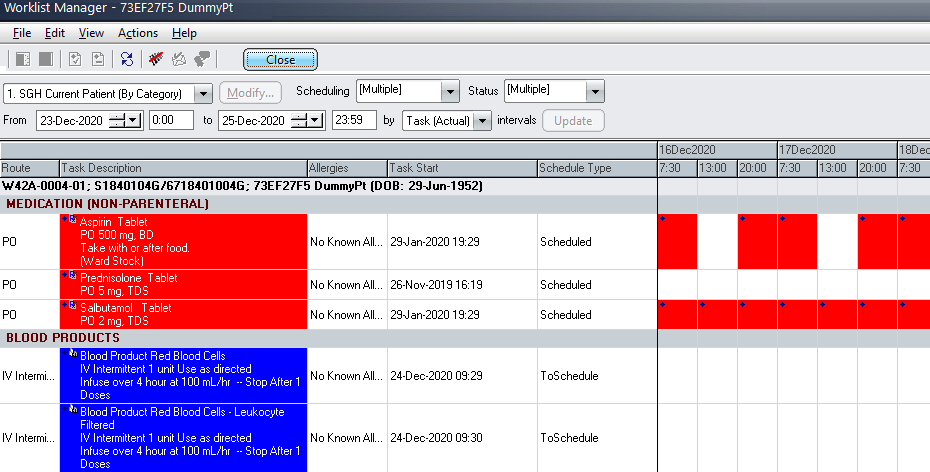 Worklist Manager - 73EF27F5 DummyPt
File Edit View Actions Help
Close
1. SGH Current Patient (By Category) Modify... Scheduling [Multiple] Status [Multiple]
From 23-Dec-2020 0:00 to 25-Dec-2020 23:59 by Task (Actual) intervals Update
16Dec2020 17Dec2020 18Dec
Route Task Description Allergies Task Start Schedule Type 7:30 13:00 20:00 7:30 13:00 20:00 7:30
W42A-0004-01; S1840104G/6718401004G; 73EF27F5 DummyPt (DOB: 29-Jun-1952)
MEDICATION (NON-PARENTERAL)
Aspirin Tablet
PO PO 500 mg, BD No Known All... 29-Jan-2020 19:29 Scheduled
Take with or after food.
(Ward Stock)
Prednisolone Tablet
PO PO 5 mg, TDS No Known All... 26-Nov-2019 16:19 Scheduled
Salbutamol Tablet
PO PO 2 mg, TDS No Known All... 29-Jan-2020 19:29 Scheduled
BLOOD PRODUCTS
Blood Product Red Blood Cells
IV Intermi... IV Intermittent 1 unit Use as directed No Known All... 24-Dec-2020 09:29 ToSchedule
Infuse over 4 hour at 100 mL/hr -- Stop After 1
Doses
Blood Product Red Blood Cells - Leukocyte
Filtered
IV Intermi... IV Intermittent 1 unit Use as directed No Known All... 24-Dec-2020 09:30 ToSchedule
Infuse over 4 hour at 100 mL/hr -- Stop After 1
Doses